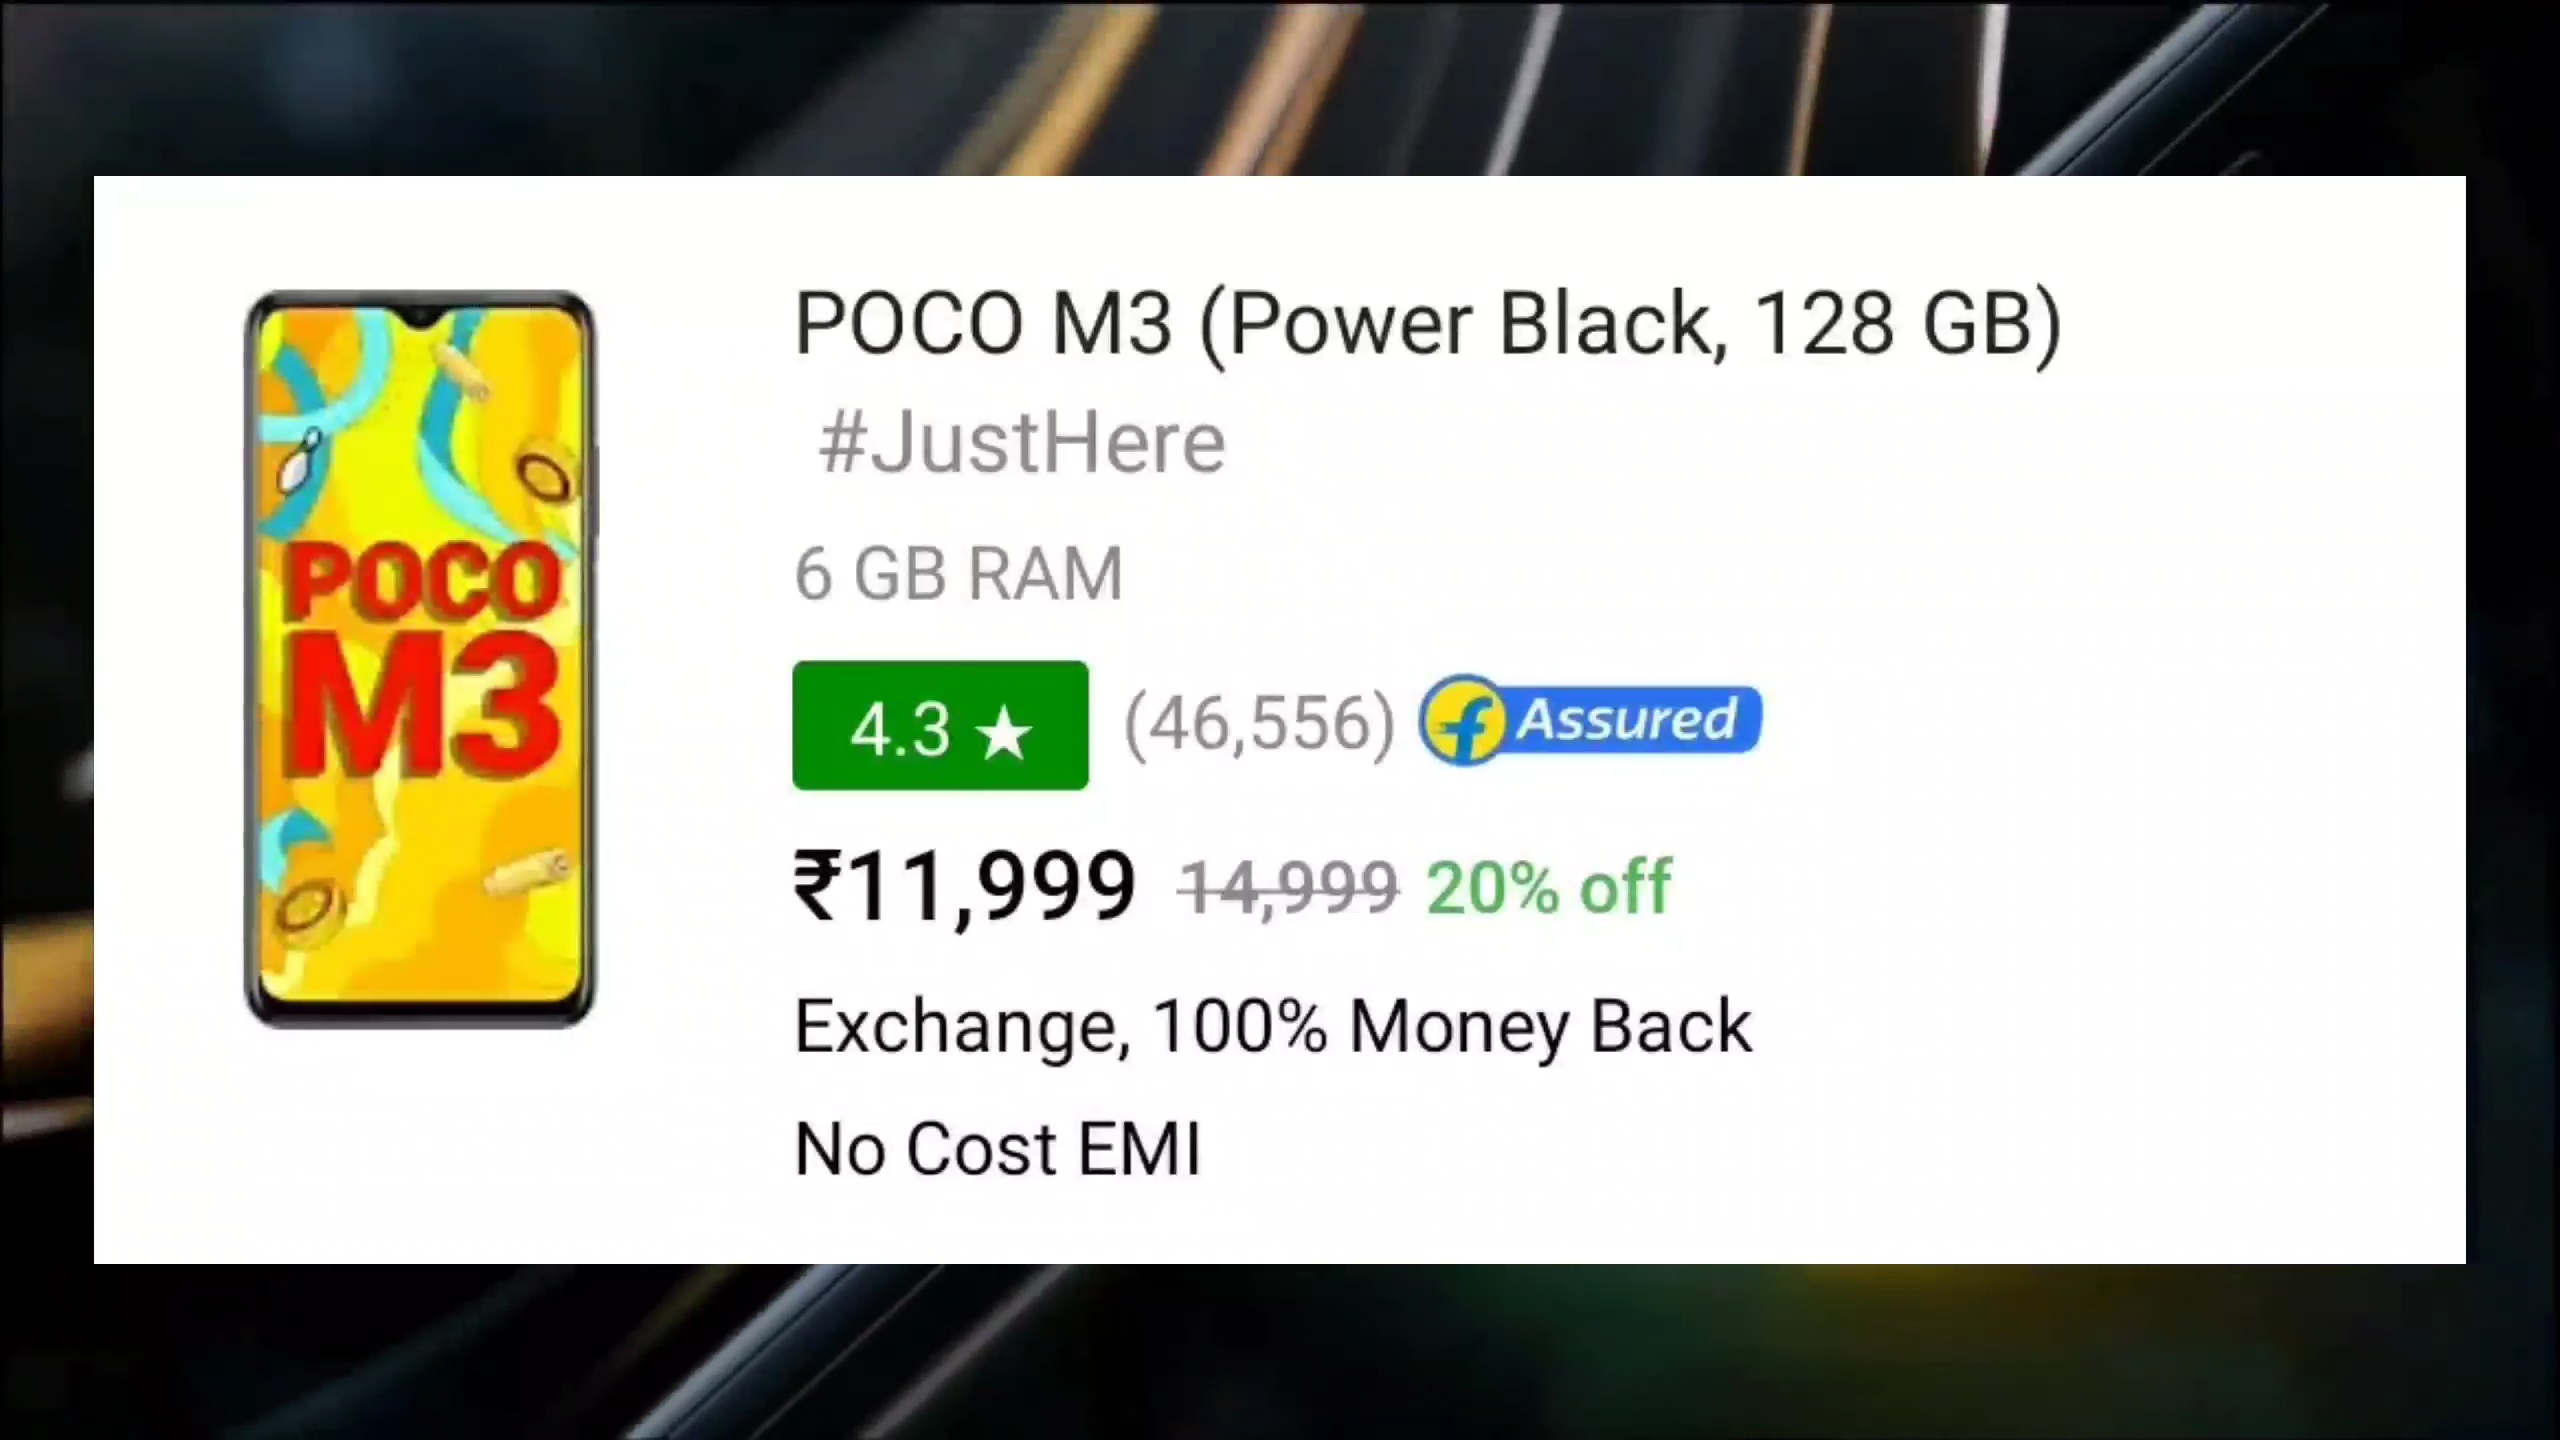 POCO
M3
POCO M3 (Power Black, 128 GB)
#JustHere
6 GB RAM
4.3 ★ (46,556) f Assured
₹11,999 14,999 20% off
Exchange, 100% Money Back
No Cost EMI